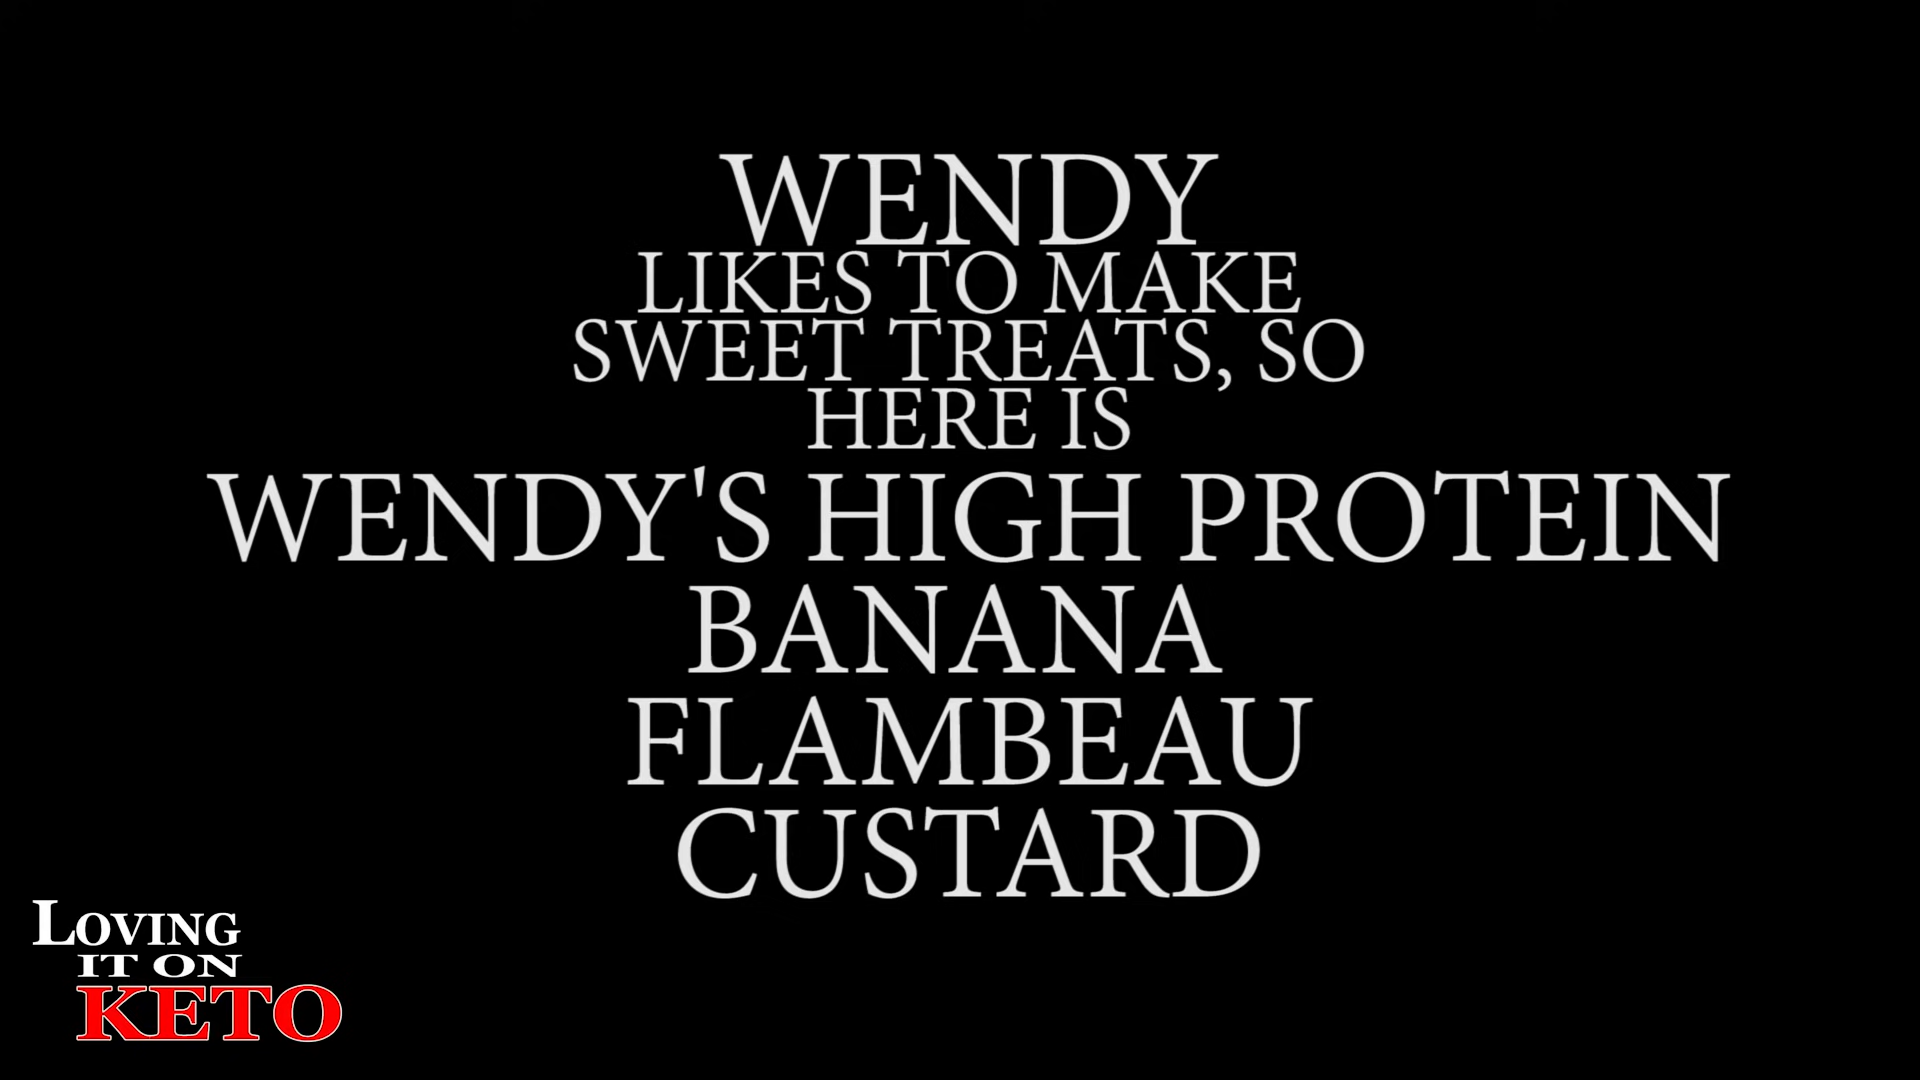 WENDY
LIKES TO MAKE
SWEET TREATS, SO
HERE IS
WENDY'S HIGH PROTEIN
BANANA
FLAMBEAU
CUSTARD
LOVING
IT ON
KETO